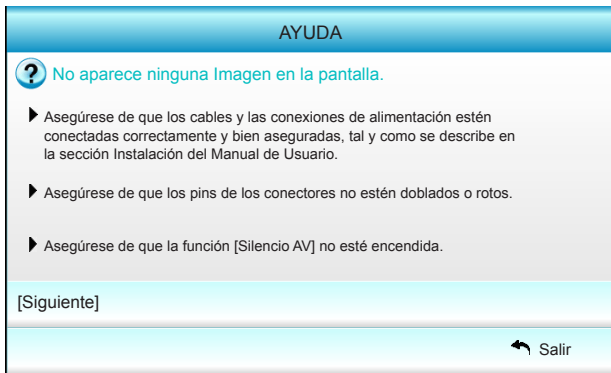 AYUDA
? No aparece ninguna Imagen en la pantalla.
Asegúrese de que los cables y las conexiones de alimentación estén
conectadas correctamente y bien aseguradas, tal y como se describe en
la sección Instalación del Manual de Usuario.
Asegúrese de que los pins de los conectores no estén doblados o rotos.
Asegúrese de que la función [Silencio AV] no esté encendida.
[Siguiente]
Salir